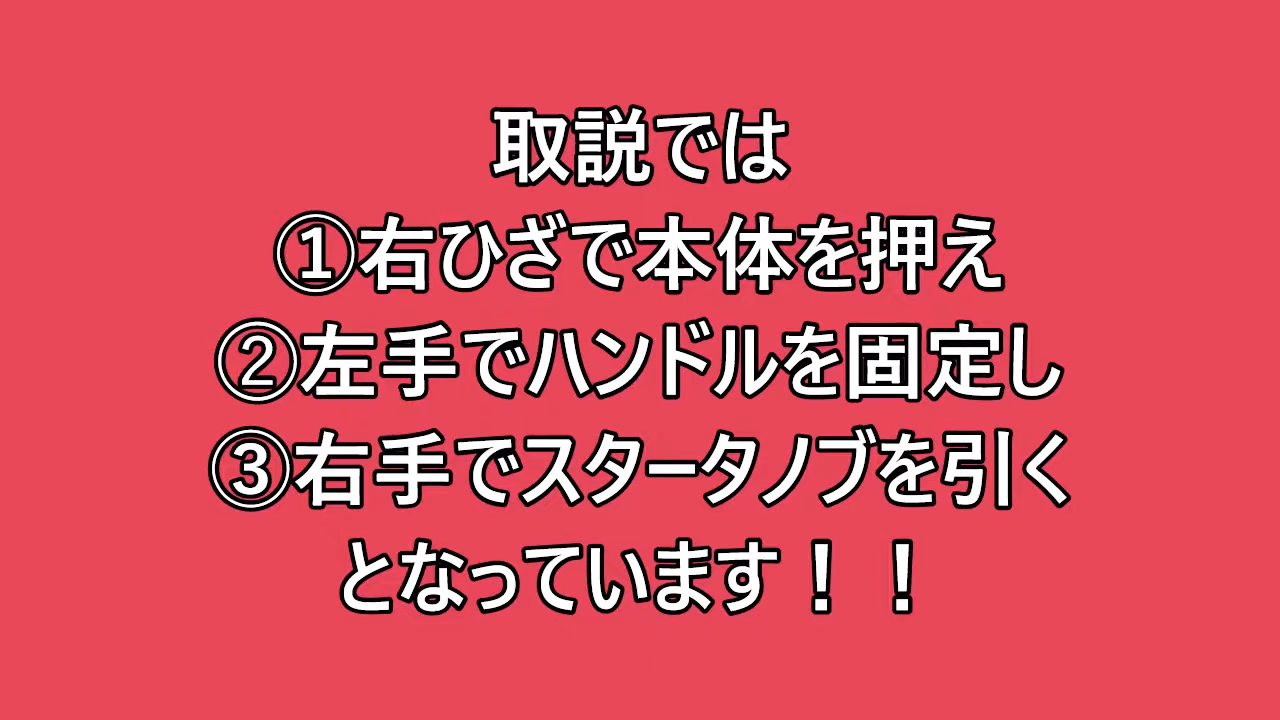 取説では
①右ひざで本体を押え
②左手でハンドルを固定し
③右手でスタータノブを引く
となっています！！